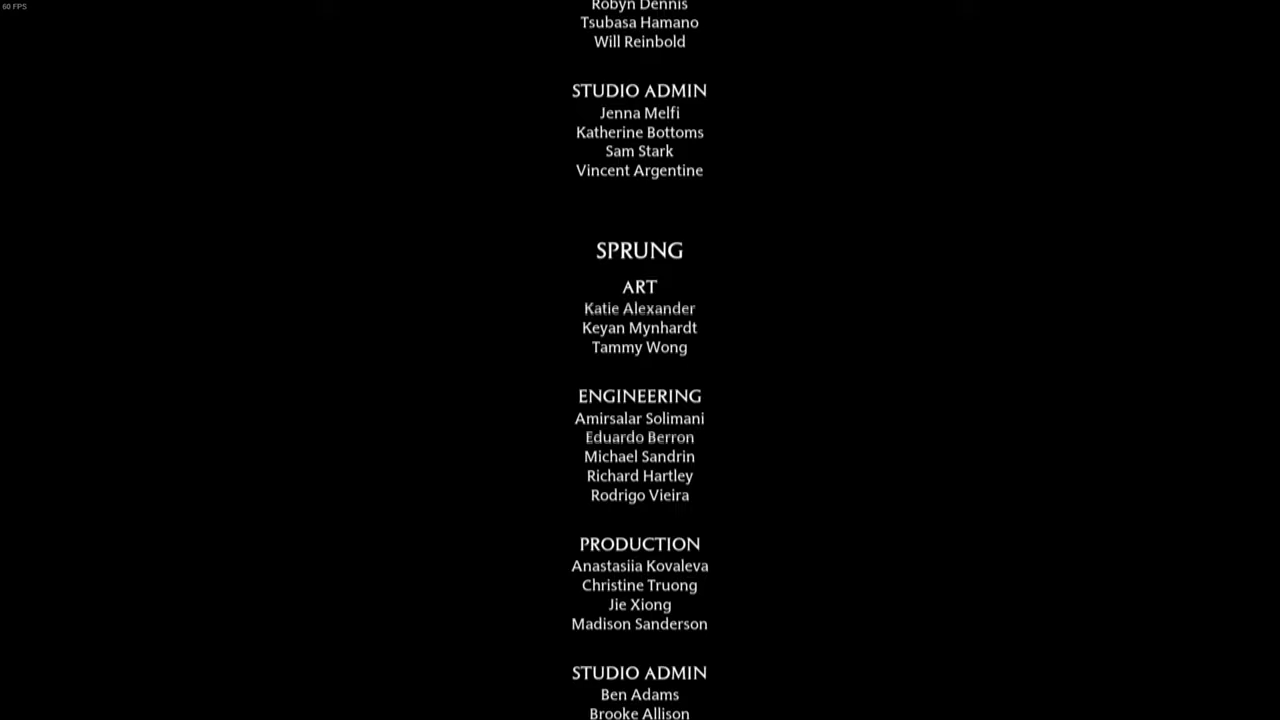 60 FPS
Robyn Dennis
Tsubasa Hamano
Will Reinbold
STUDIO ADMIN
Jenna Melfi
Katherine Bottoms
Sam Stark
Vincent Argentine
SPRUNG
ART
Katie Alexander
Keyan Mynhardt
Tammy Wong
ENGINEERING
Amirsalar Solimani
Eduardo Berron
Michael Sandrin
Richard Hartley
Rodrigo Vieira
PRODUCTION
Anastasiia Kovaleva
Christine Truong
Jie Xiong
Madison Sanderson
STUDIO ADMIN
Ben Adams
Brooke Allison